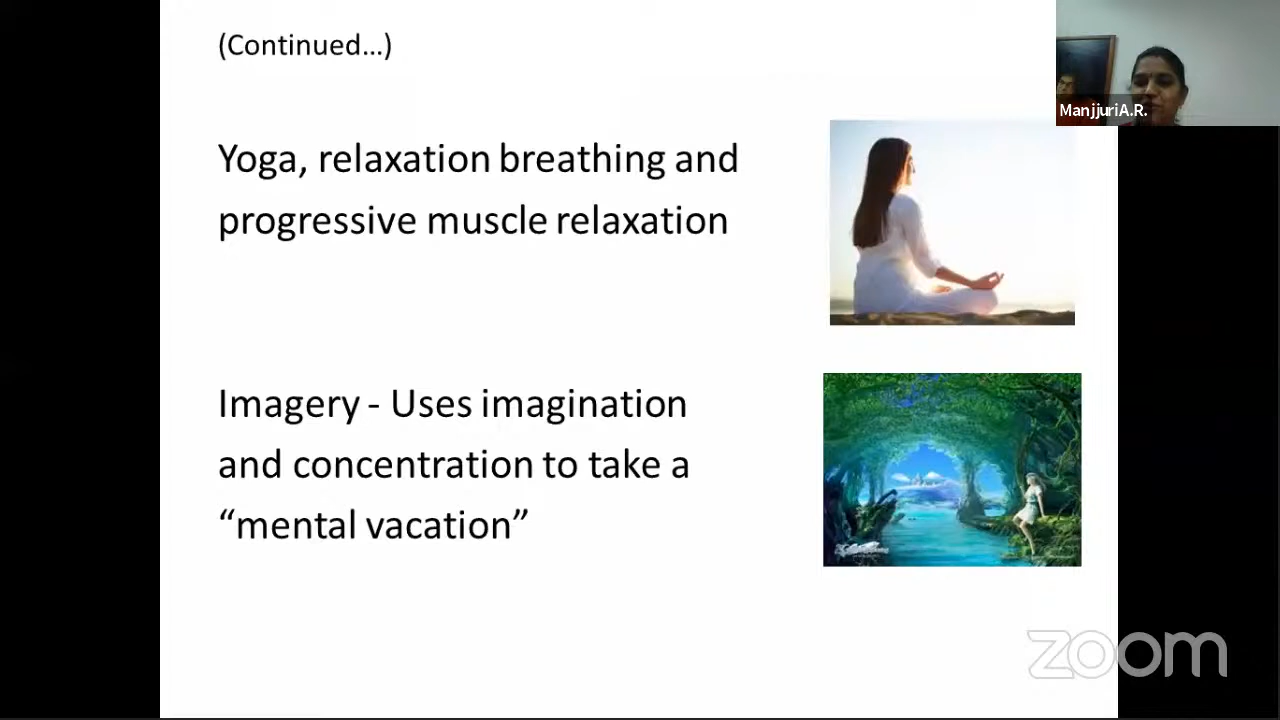 (Continued...)
ManjjuriA.R.
Yoga, relaxation breathing and
progressive muscle relaxation
Imagery - Uses imagination
and concentration to take a
“mental vacation”
zoom